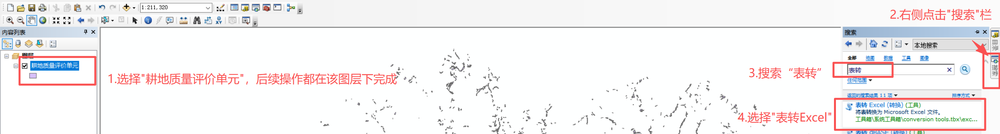 1:211,320
2.右侧点击"搜索"栏
内容列表
图层
耕地质量评价单元
1.选择"耕地质量评价单元"，后续操作都在该图层下完成
搜索
本地搜索
全部 地图 数据 工具 图像
3.搜索“表转”
表转
任何范围
返回的搜索结果 11 项 排序方式
4.选择"表转Excel"
表转 Excel (转换) (工具)
将表转换为 Microsoft Excel 文件。
工具箱\系统工具箱\conversion tools.tbx\exc...
表转 dBASE (转换) (工具)
目录
搜索